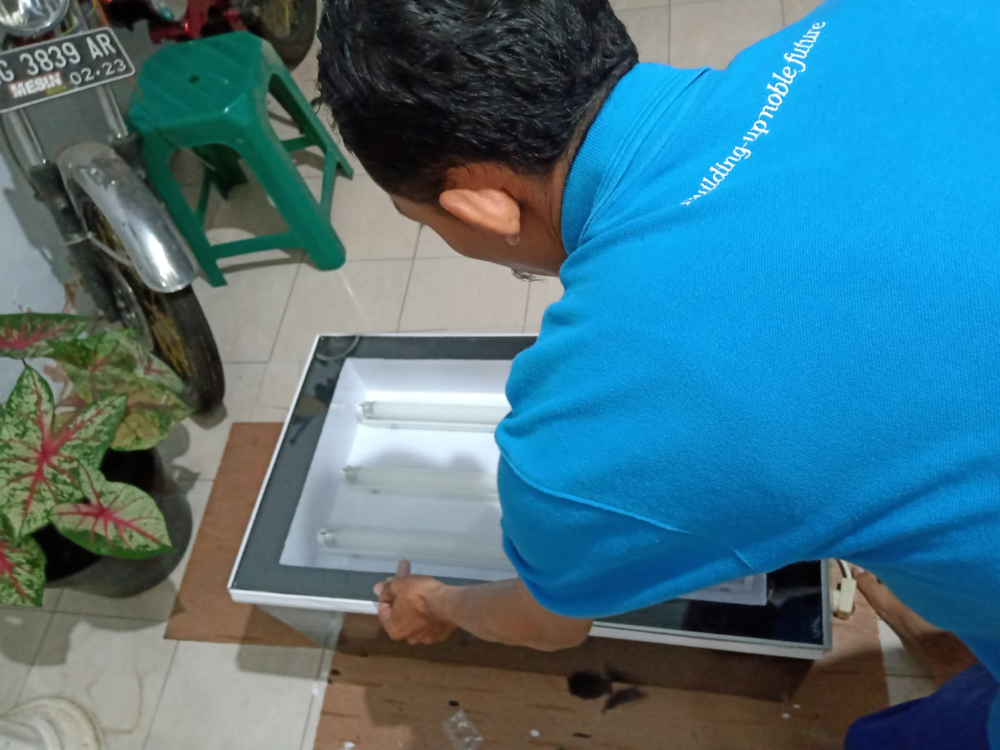 G 3839 AR
MESIN 02·23
Building-up noble future